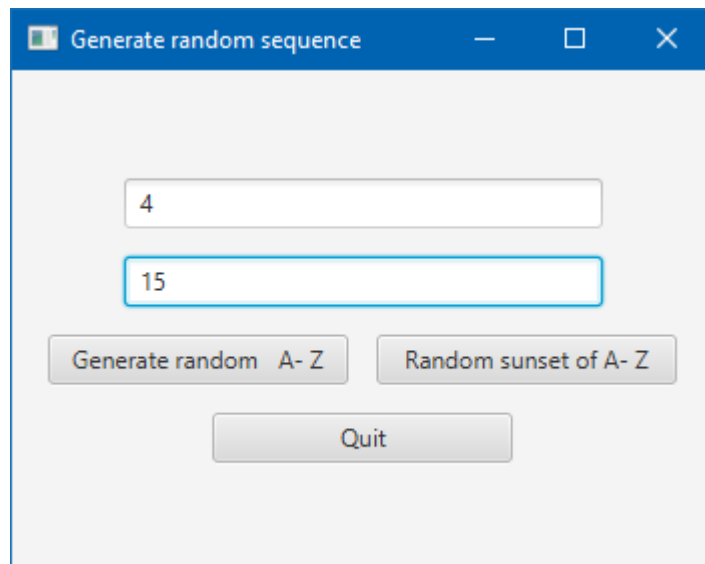 Generate random sequence
4
15
Generate random A- Z
Random sunset of A- Z
Quit